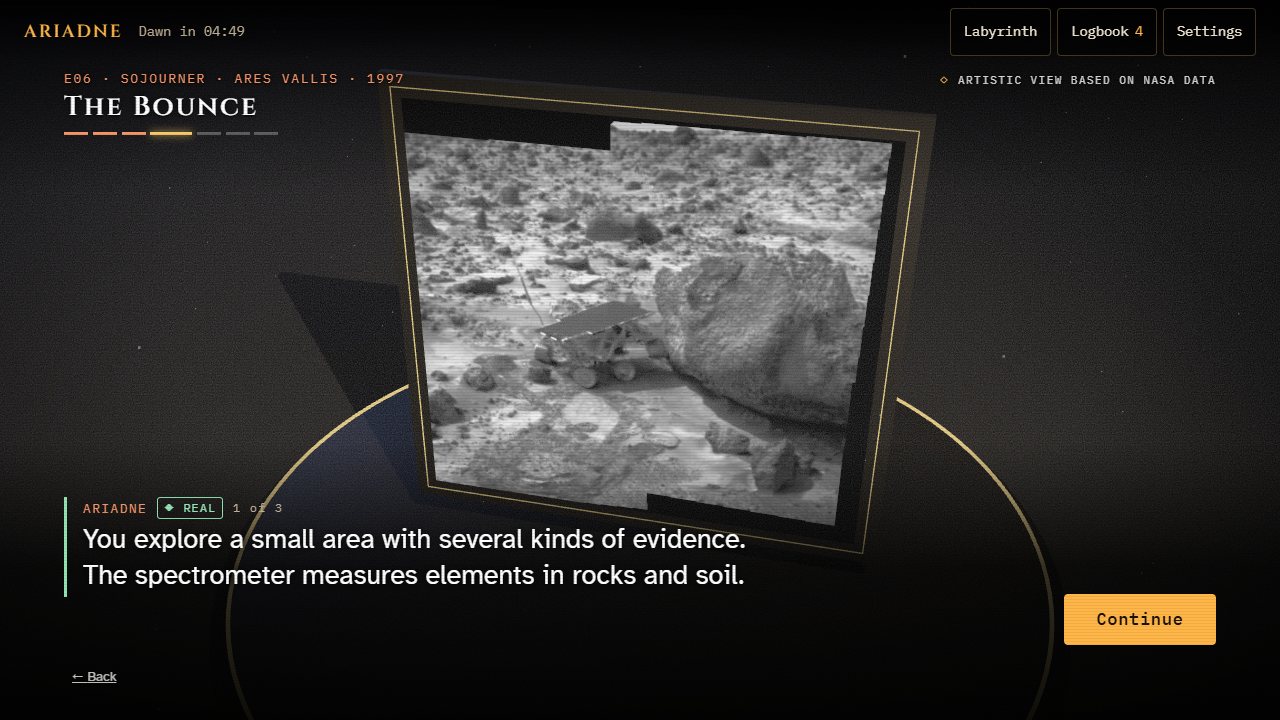 ARIADNE Dawn in 04:49
Labyrinth Logbook 4 Settings
E06 · SOJOURNER · ARES VALLIS · 1997
◇ ARTISTIC VIEW BASED ON NASA DATA
The Bounce
ARIADNE ◆ REAL 1 of 3
You explore a small area with several kinds of evidence.
The spectrometer measures elements in rocks and soil.
Continue
← Back